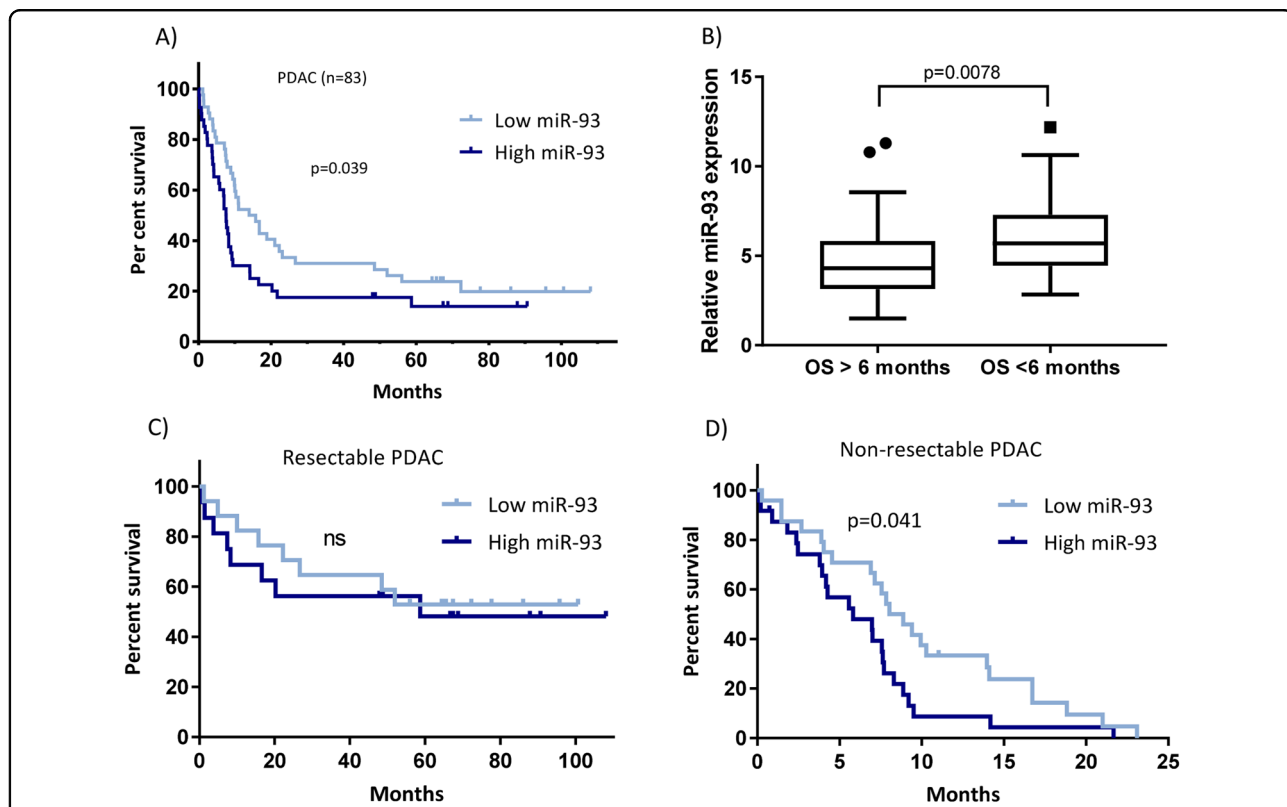 A)
PDAC (n=83)
Low miR-93
High miR-93
p=0.039
Per cent survival
100
80
60
40
20
0
0 20 40 60 80 100
Months
B)
p=0.0078
Relative miR-93 expression
15
10
5
0
OS > 6 months OS <6 months
C)
Resectable PDAC
Low miR-93
High miR-93
ns
Percent survival
100
80
60
40
20
0
0 20 40 60 80 100
Months
D)
Non-resectable PDAC
Low miR-93
High miR-93
p=0.041
Percent survival
100
80
60
40
20
0
0 5 10 15 20 25
Months